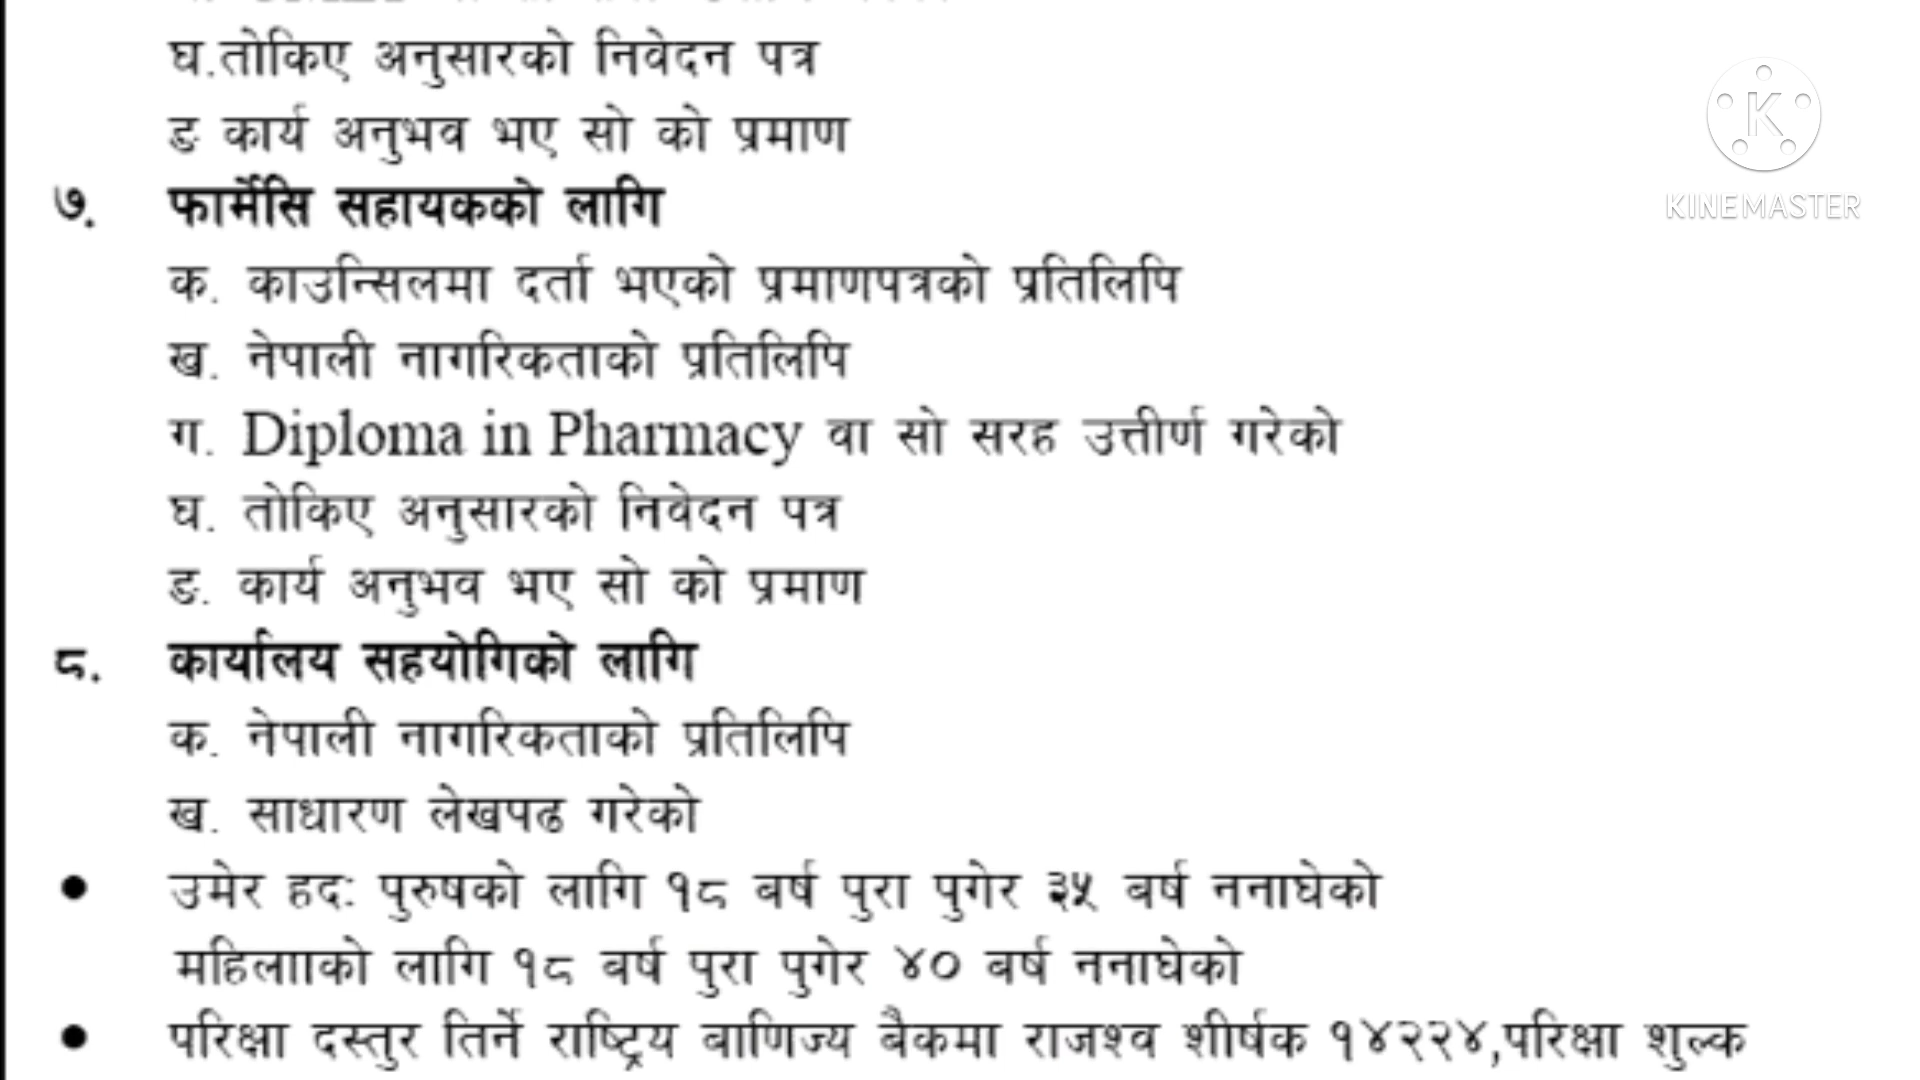 घ.तोकिए अनुसारको निवेदन पत्र
ङ कार्य अनुभव भए सो को प्रमाण
७. फार्मेसि सहायकको लागि
क. काउन्सिलमा दर्ता भएको प्रमाणपत्रको प्रतिलिपि
ख. नेपाली नागरिकताको प्रतिलिपि
ग. Diploma in Pharmacy वा सो सरह उत्तीर्ण गरेको
घ. तोकिए अनुसारको निवेदन पत्र
ङ. कार्य अनुभव भए सो को प्रमाण
८. कार्यालय सहयोगिको लागि
क. नेपाली नागरिकताको प्रतिलिपि
ख. साधारण लेखपढ गरेको
• उमेर हद: पुरुषको लागि १८ बर्ष पुरा पुगेर ३५ बर्ष ननाघेको
महिलााको लागि १८ बर्ष पुरा पुगेर ४० बर्ष ननाघेको
• परिक्षा दस्तुर तिर्ने राष्ट्रिय बाणिज्य बैकमा राजश्व शीर्षक १४२२४,परिक्षा शुल्क
K
KINEMASTER